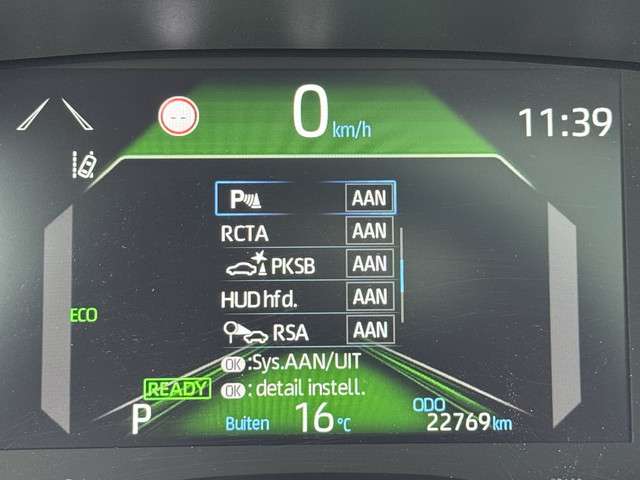 0 km/h
11:39
P AAN
RCTA AAN
PKSB AAN
HUD hfd. AAN
RSA AAN
ECO
OK :Sys.AAN/UIT
OK : detail instell.
READY
P
Buiten 16 °C
ODO
22769 km